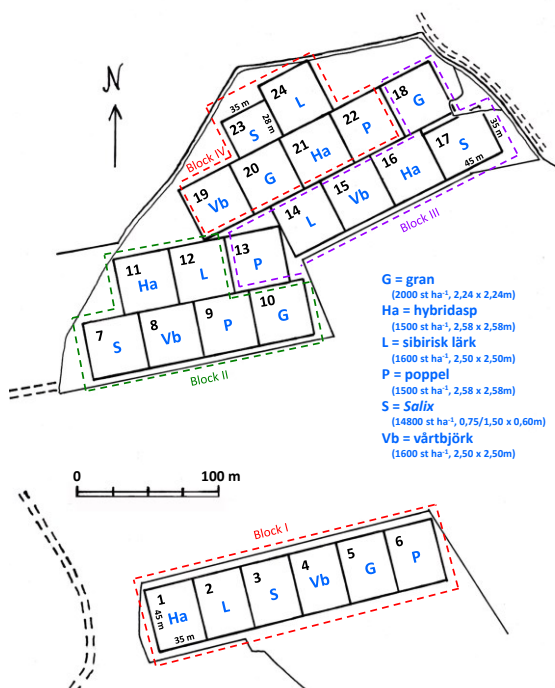 N
24
L
35 m
28 m
23
S
18
G
22
P
21
Ha
20
G
19
Vb
Block IV
17
S
35 m
45 m
16
Ha
15
Vb
14
L
Block III
13
P
12
L
11
Ha
10
G
9
P
8
Vb
7
S
Block II
G = gran
(2000 st ha-1, 2,24 x 2,24m)
Ha = hybridasp
(1500 st ha-1, 2,58 x 2,58m)
L = sibirisk lärk
(1600 st ha-1, 2,50 x 2,50m)
P = poppel
(1500 st ha-1, 2,58 x 2,58m)
S = Salix
(14800 st ha-1, 0,75/1,50 x 0,60m)
Vb = vårtbjörk
(1600 st ha-1, 2,50 x 2,50m)
0 100 m
Block I
1
Ha
45 m
35 m
2
L
3
S
4
Vb
5
G
6
P